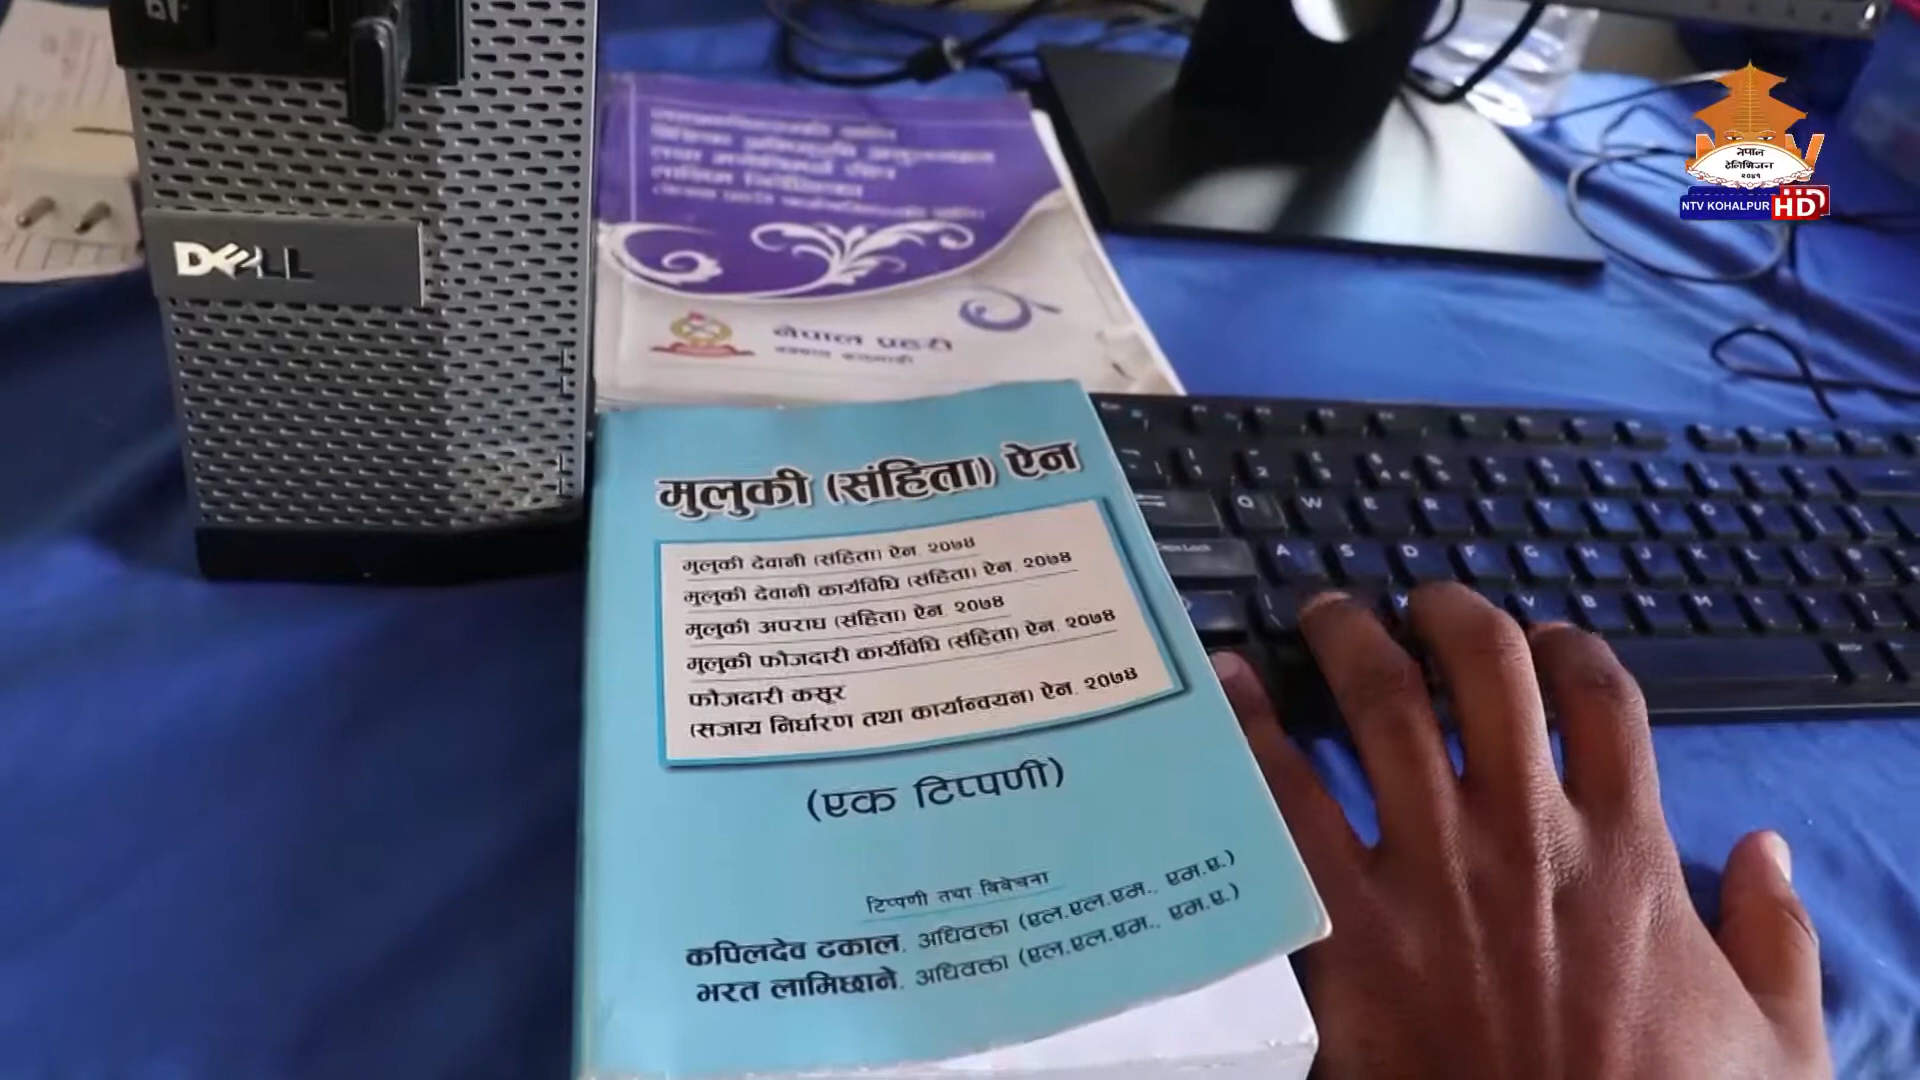 DELL
नेपाल
टेलिभिजन
२०४१
NTV KOHALPUR HD
नेपाल प्रहरी
मुलुकी (संहिता) ऐन
मुलुकी देवानी (संहिता) ऐन, २०७४
मुलुकी देवानी कार्यविधि (संहिता) ऐन, २०७४
मुलुकी अपराध (संहिता) ऐन, २०७४
मुलुकी फौजदारी कार्यविधि (संहिता) ऐन, २०७४
फौजदारी कसूर
(सजाय निर्धारण तथा कार्यान्वयन) ऐन, २०७४
(एक टिप्पणी)
टिप्पणी तथा विवेचना
कपिलदेव ढकाल, अधिवक्ता (एल.एल.एम., एम.ए.)
भरत लामिछाने, अधिवक्ता (एल.एल.एम., एम.ए.)
Q W E R T Y U I O P
A S D F G H J K L
X V B N M